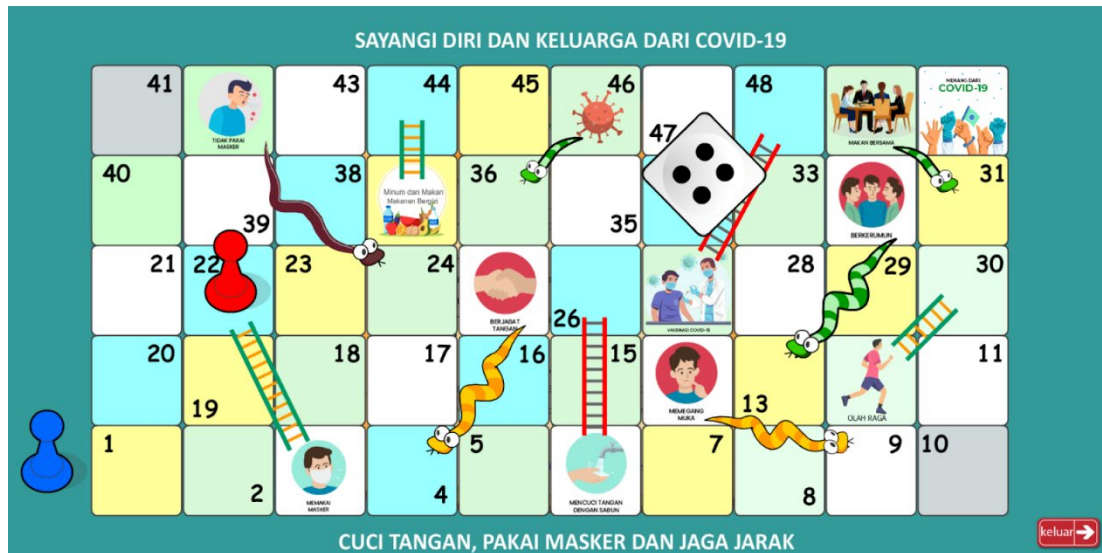 SAYANGI DIRI DAN KELUARGA DARI COVID-19
41
TIDAK PAKAI
MASKER
43
44
45
46
47
48
MAKAN BERSAMA
MENANG DARI
COVID-19
40
39
38
Minum dan Makan
Makanan Bergizi
36
35
33
BERKERUMUN
31
21
22
23
24
BERJABAT
TANGAN
26
VAKSINASI COVID-19
28
29
30
20
19
18
17
16
15
MEMEGANG
MUKA
13
OLAH RAGA
11
1
2
MEMAKAI
MASKER
4
5
MENCUCI TANGAN
DENGAN SABUN
7
8
9
10
keluar
CUCI TANGAN, PAKAI MASKER DAN JAGA JARAK